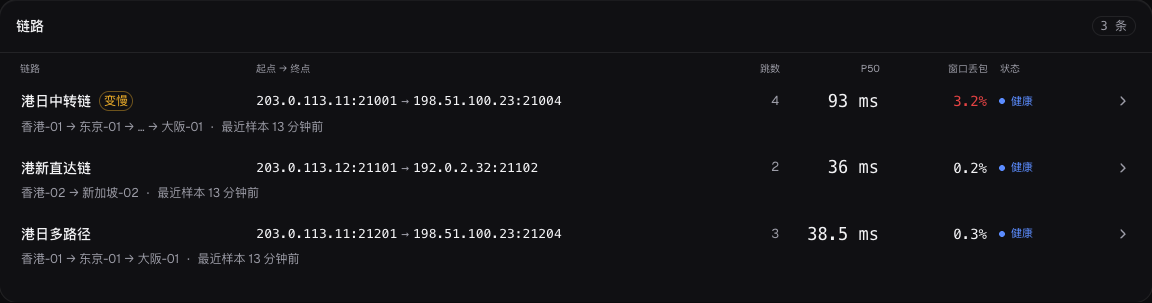 链路
3 条
链路 起点 → 终点 跳数 P50 窗口丢包 状态
港日中转链 变慢 203.0.113.11:21001 → 198.51.100.23:21004 4 93 ms 3.2% 健康
香港-01 → 东京-01 → … → 大阪-01 · 最近样本 13 分钟前
港新直达链 203.0.113.12:21101 → 192.0.2.32:21102 2 36 ms 0.2% 健康
香港-02 → 新加坡-02 · 最近样本 13 分钟前
港日多路径 203.0.113.11:21201 → 198.51.100.23:21204 3 38.5 ms 0.3% 健康
香港-01 → 东京-01 → 大阪-01 · 最近样本 13 分钟前